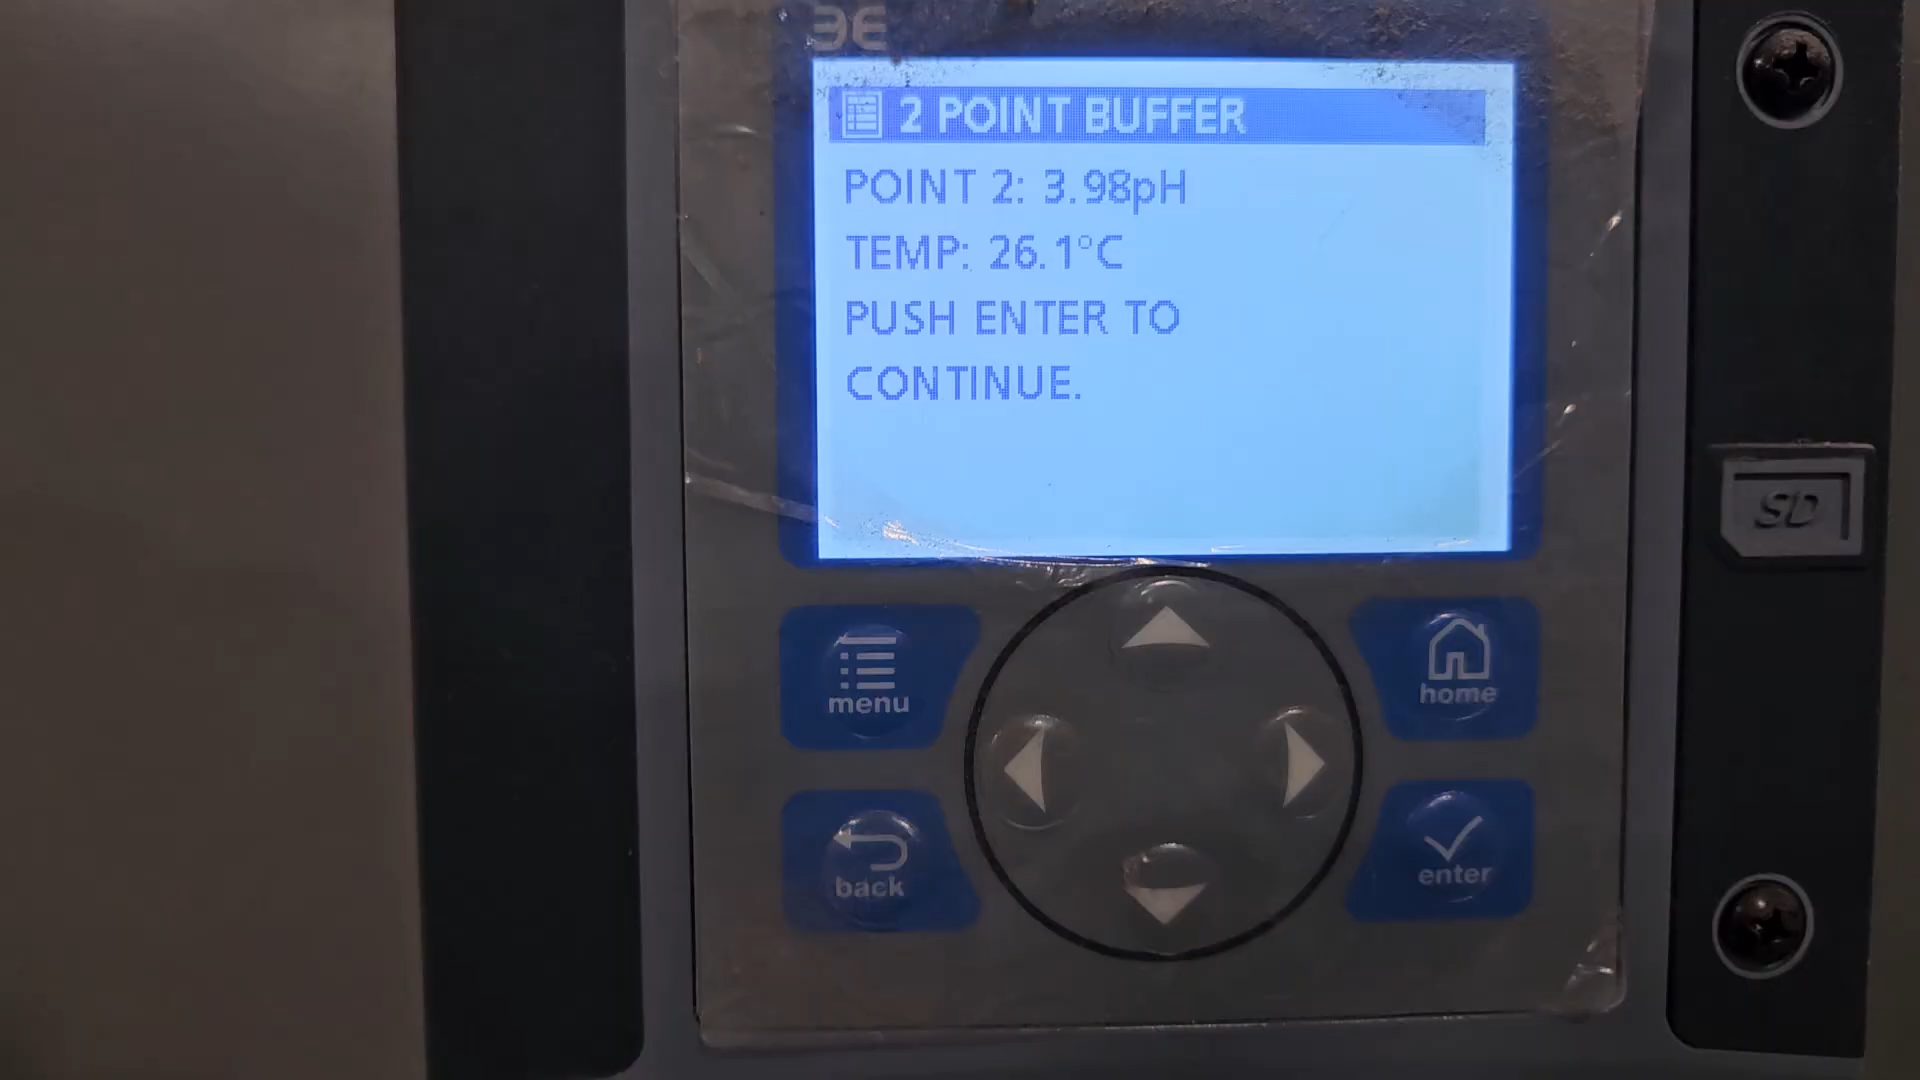 2 POINT BUFFER
POINT 2: 3.98pH
TEMP: 26.1°C
PUSH ENTER TO
CONTINUE.
menu
home
back
enter
SD